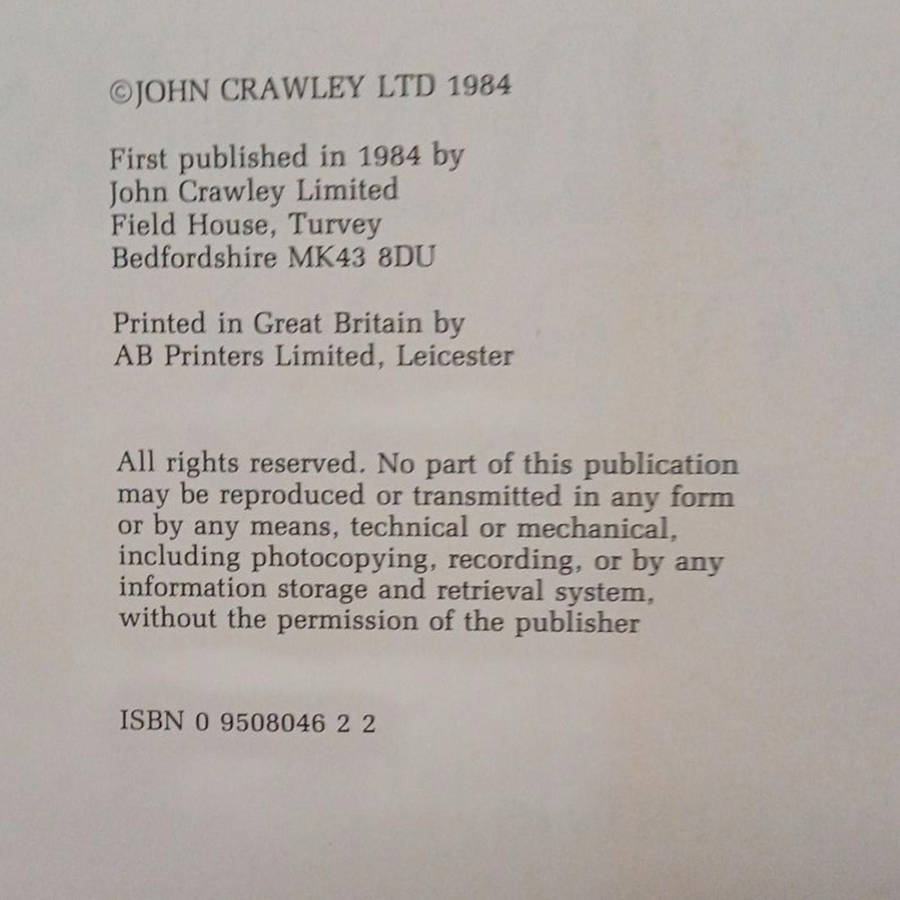 ©JOHN CRAWLEY LTD 1984
First published in 1984 by
John Crawley Limited
Field House, Turvey
Bedfordshire MK43 8DU
Printed in Great Britain by
AB Printers Limited, Leicester
All rights reserved. No part of this publication
may be reproduced or transmitted in any form
or by any means, technical or mechanical,
including photocopying, recording, or by any
information storage and retrieval system,
without the permission of the publisher
ISBN 0 9508046 2 2